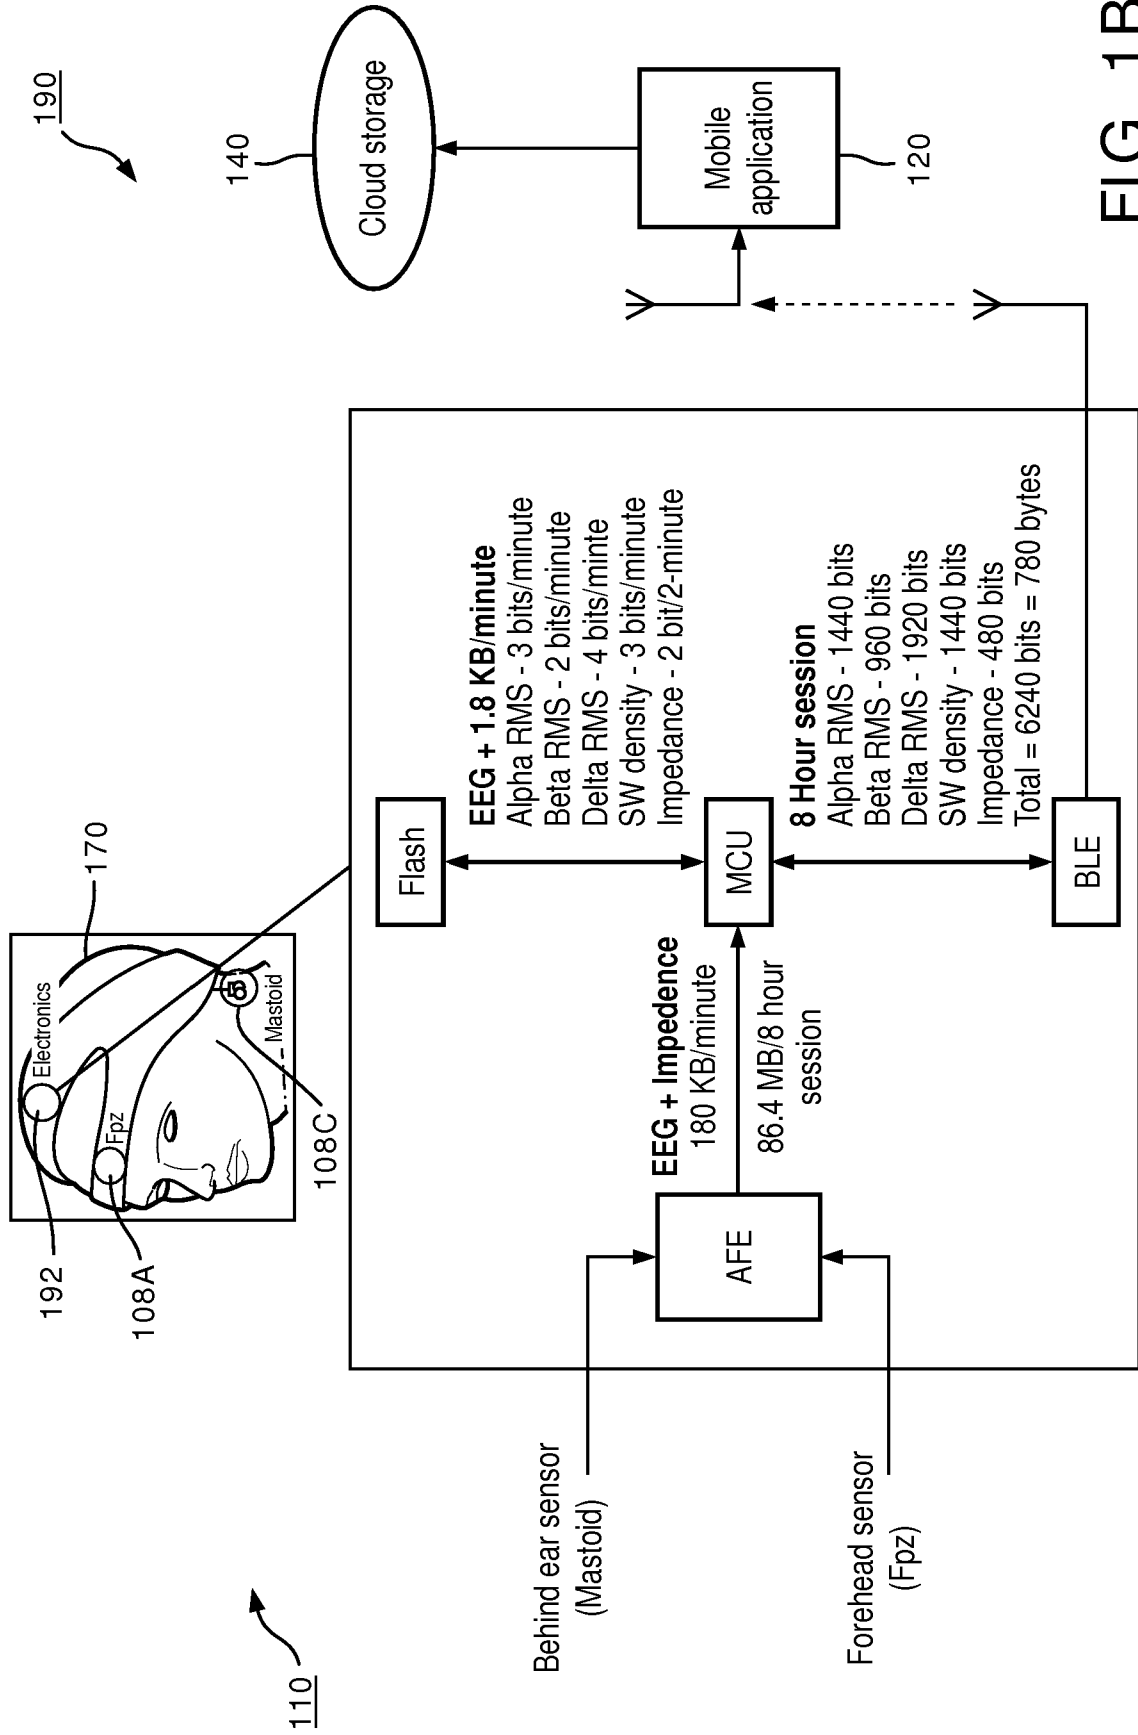 110
190
192
Electronics
170
108A
Fpz
108C
Mastoid
Behind ear sensor
(Mastoid)
Forehead sensor
(Fpz)
AFE
EEG + Impedence
180 KB/minute
86.4 MB/8 hour
session
Flash
MCU
BLE
EEG + 1.8 KB/minute
Alpha RMS - 3 bits/minute
Beta RMS - 2 bits/minute
Delta RMS - 4 bits/minte
SW density - 3 bits/minute
Impedance - 2 bit/2-minute
8 Hour session
Alpha RMS - 1440 bits
Beta RMS - 960 bits
Delta RMS - 1920 bits
SW density - 1440 bits
Impedance - 480 bits
Total = 6240 bits = 780 bytes
140
Cloud storage
Mobile
application
120
FIG. 1B